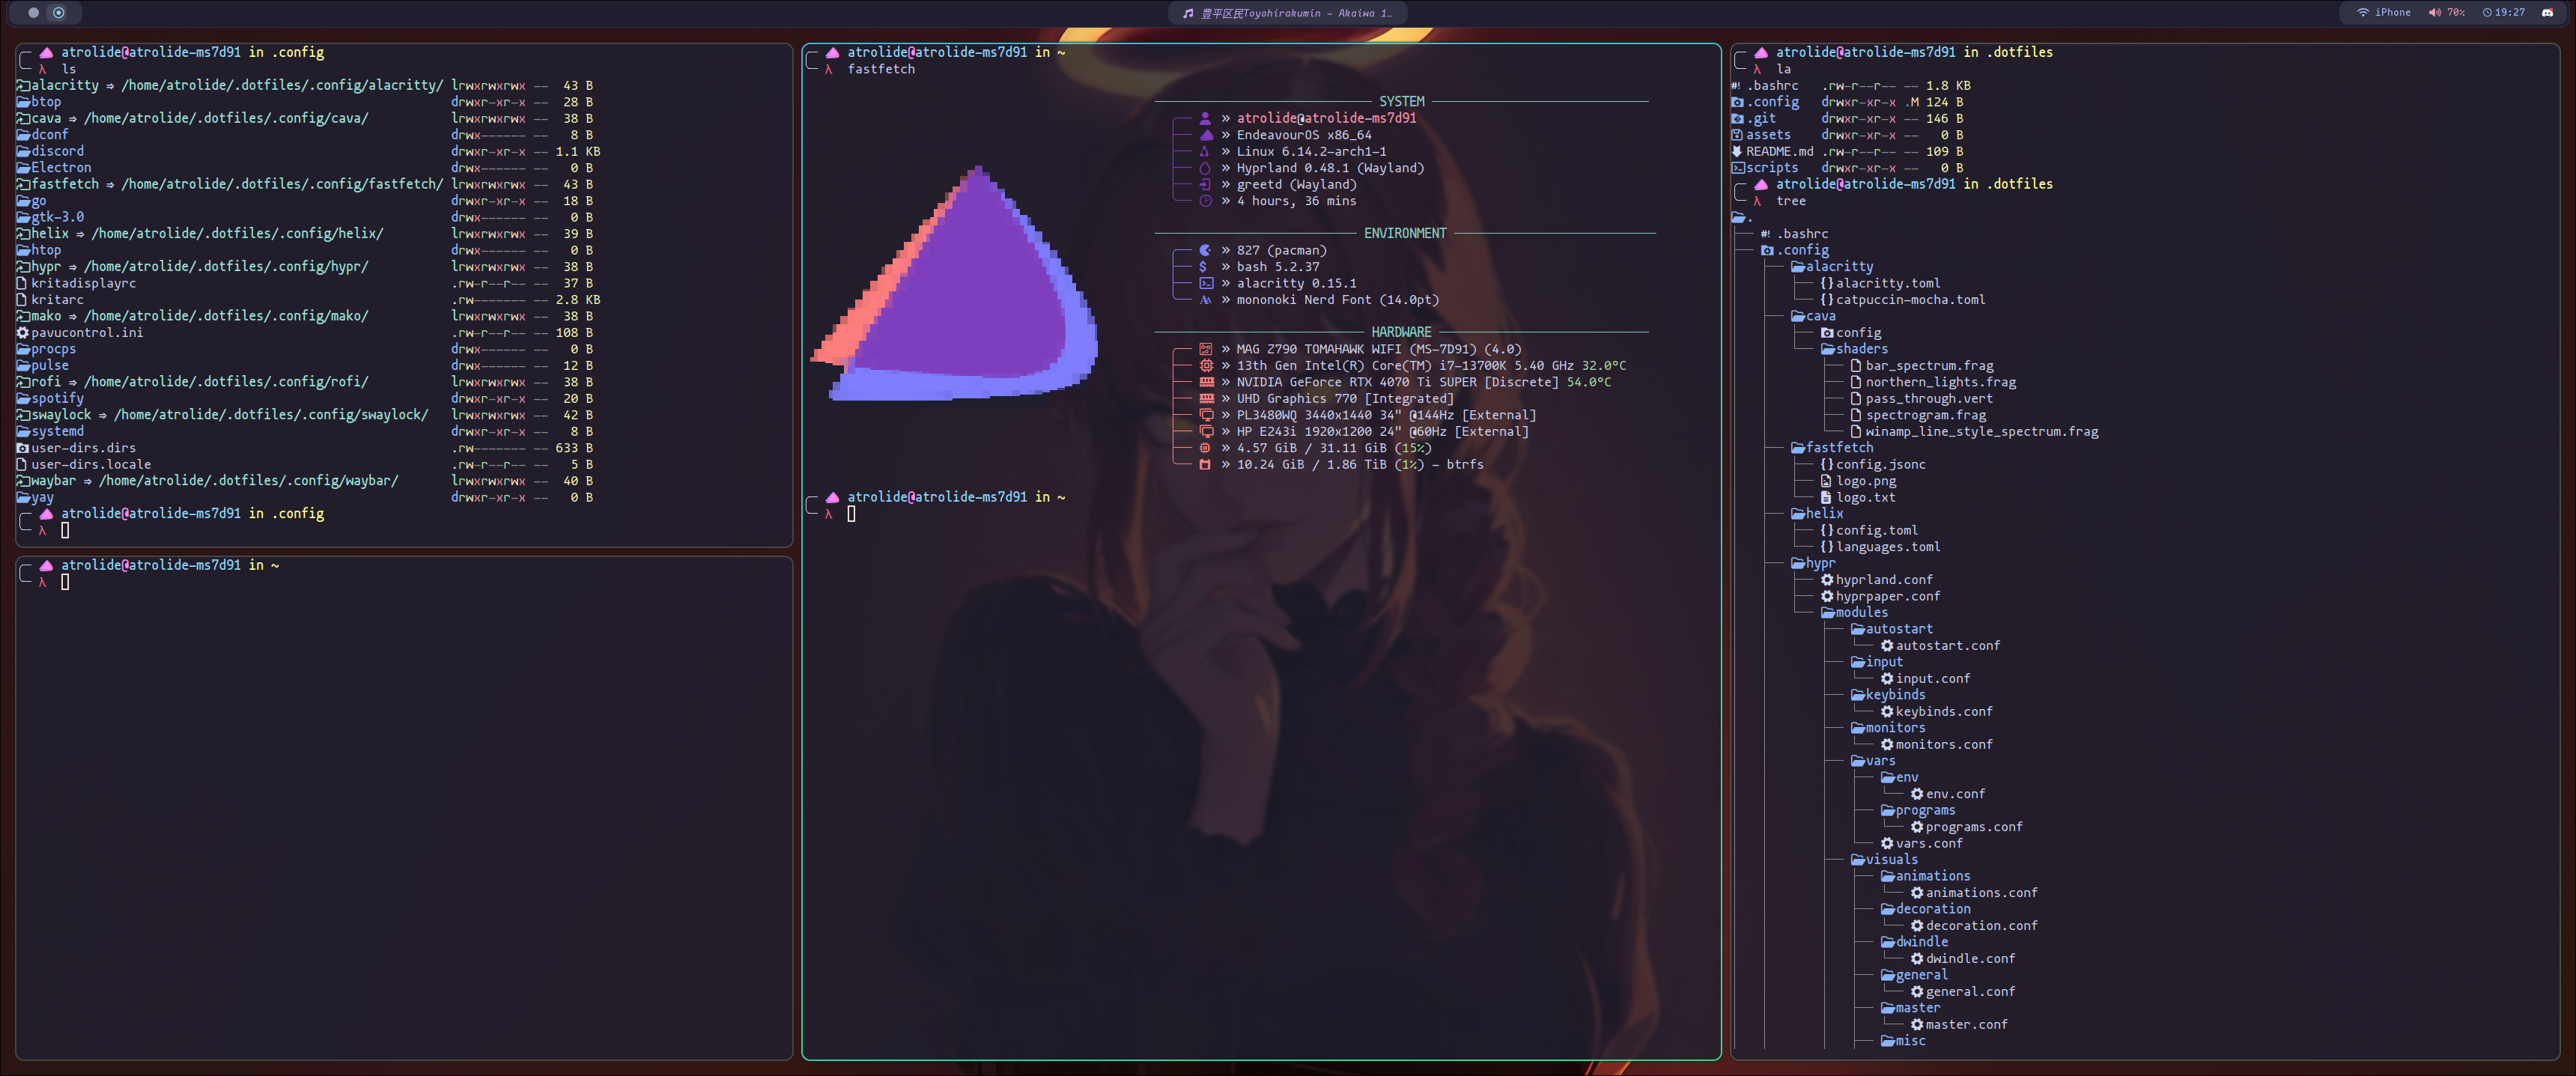 豊平区民Toyohirakumin - Akaiwa 1…
iPhone 70% 19:27
atrolide@atrolide-ms7d91 in .config
λ ls
alacritty ⇒ /home/atrolide/.dotfiles/.config/alacritty/ lrwxrwxrwx -- 43 B
btop drwxr-xr-x -- 28 B
cava ⇒ /home/atrolide/.dotfiles/.config/cava/ lrwxrwxrwx -- 38 B
dconf drwx------ -- 8 B
discord drwxr-xr-x -- 1.1 KB
Electron drwx------ -- 0 B
fastfetch ⇒ /home/atrolide/.dotfiles/.config/fastfetch/ lrwxrwxrwx -- 43 B
go drwxr-xr-x -- 18 B
gtk-3.0 drwx------ -- 0 B
helix ⇒ /home/atrolide/.dotfiles/.config/helix/ lrwxrwxrwx -- 39 B
htop drwx------ -- 0 B
hypr ⇒ /home/atrolide/.dotfiles/.config/hypr/ lrwxrwxrwx -- 38 B
kritadisplayrc .rw-r--r-- -- 37 B
kritarc .rw------- -- 2.8 KB
mako ⇒ /home/atrolide/.dotfiles/.config/mako/ lrwxrwxrwx -- 38 B
pavucontrol.ini .rw-r--r-- -- 108 B
procps drwx------ -- 0 B
pulse drwx------ -- 12 B
rofi ⇒ /home/atrolide/.dotfiles/.config/rofi/ lrwxrwxrwx -- 38 B
spotify drwxr-xr-x -- 20 B
swaylock ⇒ /home/atrolide/.dotfiles/.config/swaylock/ lrwxrwxrwx -- 42 B
systemd drwxr-xr-x -- 8 B
user-dirs.dirs .rw------- -- 633 B
user-dirs.locale .rw-r--r-- -- 5 B
waybar ⇒ /home/atrolide/.dotfiles/.config/waybar/ lrwxrwxrwx -- 40 B
yay drwxr-xr-x -- 0 B
atrolide@atrolide-ms7d91 in .config
λ
atrolide@atrolide-ms7d91 in ~
λ
atrolide@atrolide-ms7d91 in ~
λ fastfetch
SYSTEM
» atrolide@atrolide-ms7d91
» EndeavourOS x86_64
» Linux 6.14.2-arch1-1
» Hyprland 0.48.1 (Wayland)
» greetd (Wayland)
» 4 hours, 36 mins
ENVIRONMENT
» 827 (pacman)
$ » bash 5.2.37
» alacritty 0.15.1
» mononoki Nerd Font (14.0pt)
HARDWARE
» MAG Z790 TOMAHAWK WIFI (MS-7D91) (4.0)
» 13th Gen Intel(R) Core(TM) i7-13700K 5.40 GHz 32.0°C
» NVIDIA GeForce RTX 4070 Ti SUPER [Discrete] 54.0°C
» UHD Graphics 770 [Integrated]
» PL3480WQ 3440x1440 34" @144Hz [External]
» HP E243i 1920x1200 24" @60Hz [External]
» 4.57 GiB / 31.11 GiB (15%)
» 10.24 GiB / 1.86 TiB (1%) - btrfs
atrolide@atrolide-ms7d91 in ~
λ
atrolide@atrolide-ms7d91 in .dotfiles
λ la
#! .bashrc .rw-r--r-- -- 1.8 KB
.config drwxr-xr-x .M 124 B
.git drwxr-xr-x -- 146 B
assets drwxr-xr-x -- 0 B
README.md .rw-r--r-- -- 109 B
scripts drwxr-xr-x -- 0 B
atrolide@atrolide-ms7d91 in .dotfiles
λ tree
.
#! .bashrc
.config
alacritty
{} alacritty.toml
{} catpuccin-mocha.toml
cava
config
shaders
bar_spectrum.frag
northern_lights.frag
pass_through.vert
spectrogram.frag
winamp_line_style_spectrum.frag
fastfetch
{} config.jsonc
logo.png
logo.txt
helix
{} config.toml
{} languages.toml
hypr
hyprland.conf
hyprpaper.conf
modules
autostart
autostart.conf
input
input.conf
keybinds
keybinds.conf
monitors
monitors.conf
vars
env
env.conf
programs
programs.conf
vars.conf
visuals
animations
animations.conf
decoration
decoration.conf
dwindle
dwindle.conf
general
general.conf
master
master.conf
misc